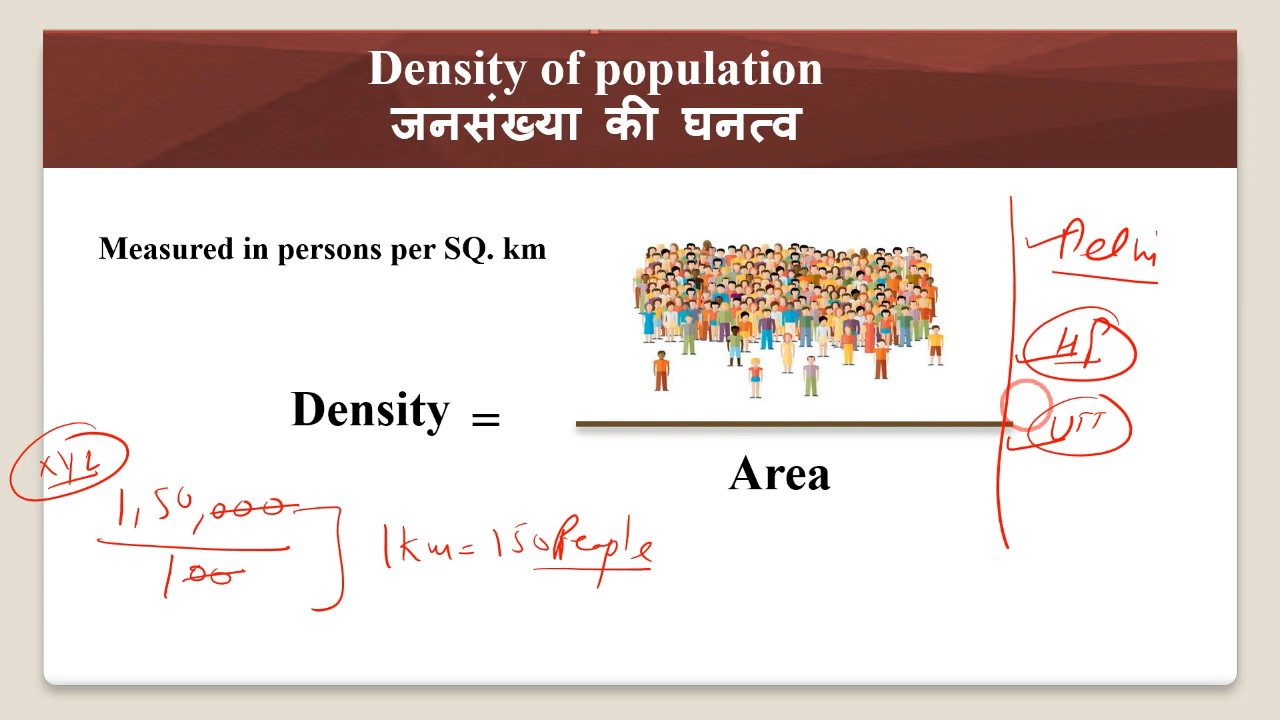 Density of population
जनसंख्या की घनत्व
Measured in persons per SQ. km
Density =
Area
Delhi
HP
xyz
1,50,000
100
1km = 150 People